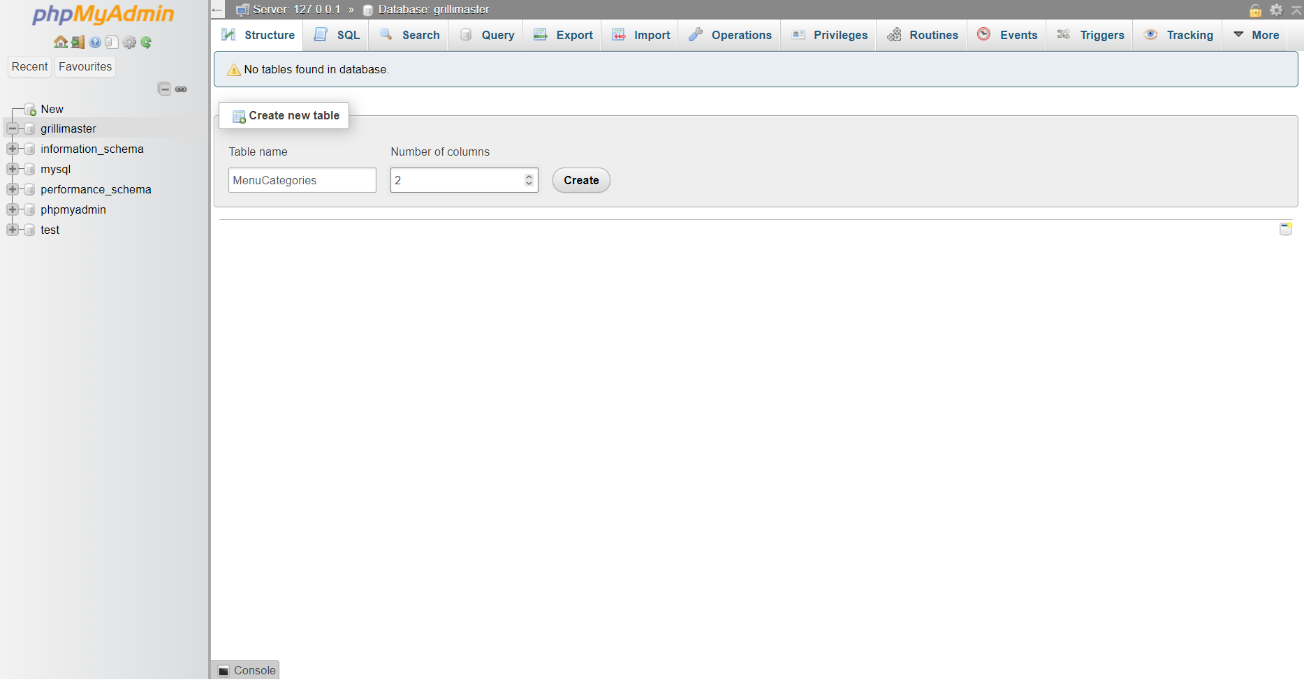 phpMyAdmin
Recent Favourites
New
grillimaster
information_schema
mysql
performance_schema
phpmyadmin
test
Server: 127.0.0.1 » Database: grillimaster
Structure SQL Search Query Export Import Operations Privileges Routines Events Triggers Tracking More
No tables found in database.
Create new table
Table name Number of columns
MenuCategories 2 Create
Console